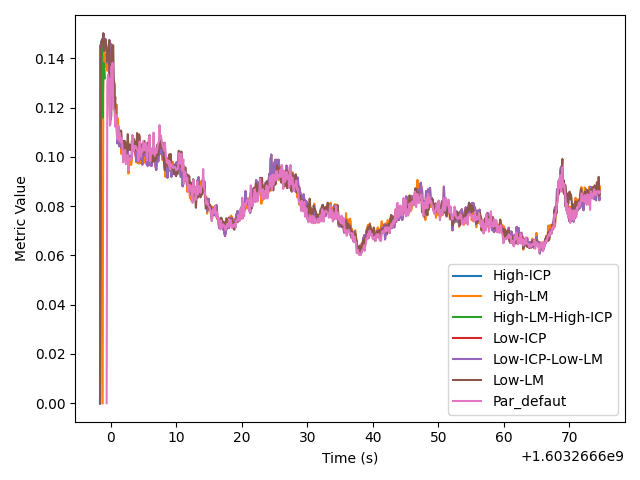 0.14
0.12
0.10
0.08
0.06
0.04
0.02
0.00
Metric Value
High-ICP
High-LM
High-LM-High-ICP
Low-ICP
Low-ICP-Low-LM
Low-LM
Par_defaut
0 10 20 30 40 50 60 70
Time (s)
+1.6032666e9